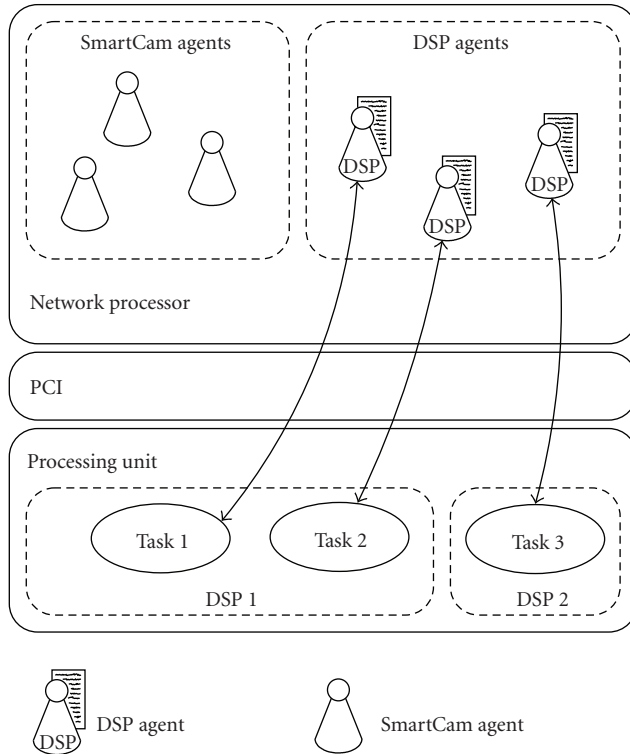 SmartCam agents
DSP agents
DSP
DSP
DSP
Network processor
PCI
Processing unit
Task 1
Task 2
Task 3
DSP 1
DSP 2
DSP
DSP agent
SmartCam agent